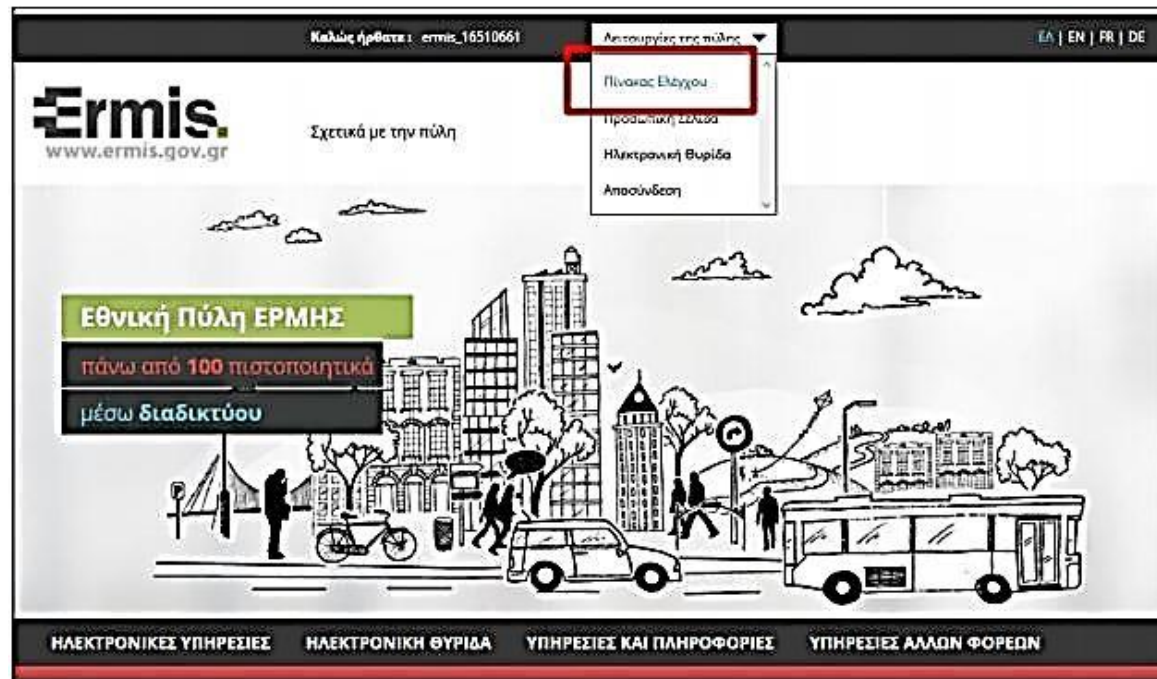 Καλώς ήρθατε : ermis_16510661
Λειτουργίες της πύλης
ΕΛ | EN | FR | DE
Πίνακας Ελέγχου
Προσωπική Σελίδα
Ηλεκτρονική Θυρίδα
Αποσύνδεση
Ermis.
www.ermis.gov.gr
Σχετικά με την πύλη
Εθνική Πύλη ΕΡΜΗΣ
πάνω από 100 πιστοποιητικά
μέσω διαδικτύου
ΗΛΕΚΤΡΟΝΙΚΕΣ ΥΠΗΡΕΣΙΕΣ ΗΛΕΚΤΡΟΝΙΚΗ ΘΥΡΙΔΑ ΥΠΗΡΕΣΙΕΣ ΚΑΙ ΠΛΗΡΟΦΟΡΙΕΣ ΥΠΗΡΕΣΙΕΣ ΑΛΛΩΝ ΦΟΡΕΩΝ